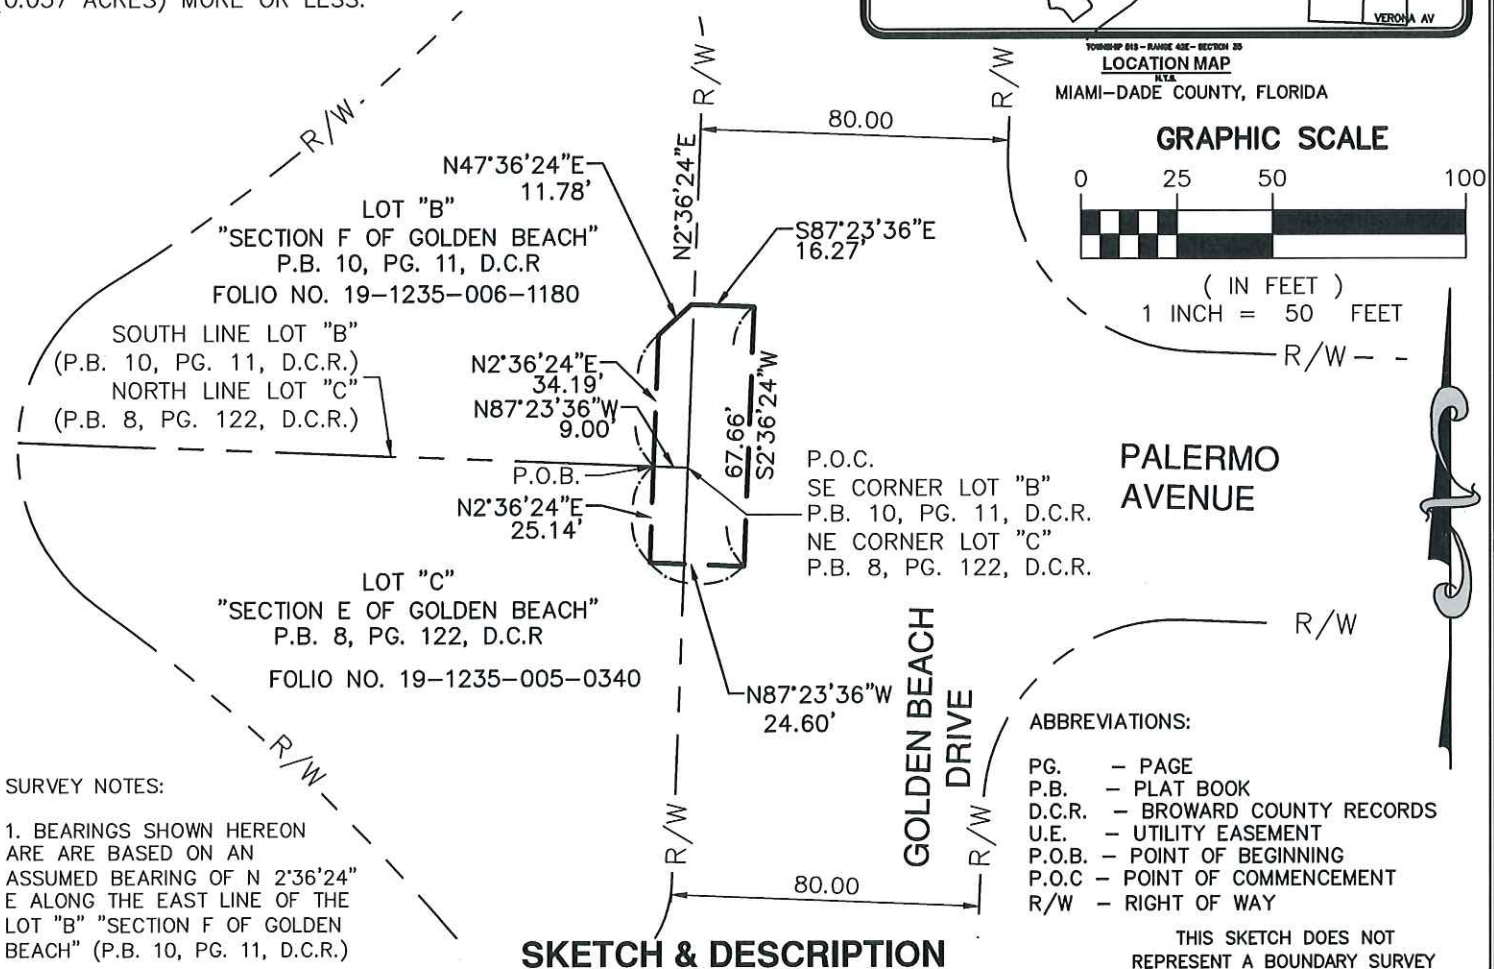 (0.037 ACRES) MORE OR LESS.
VERONA AV
TOWNSHIP 51S - RANGE 42E - SECTION 35
LOCATION MAP
N.T.S.
MIAMI-DADE COUNTY, FLORIDA
GRAPHIC SCALE
0 25 50 100
( IN FEET )
1 INCH = 50 FEET
R/W
R/W
R/W
80.00
N2°36'24"E
N47°36'24"E
11.78'
S87°23'36"E
16.27'
LOT "B"
"SECTION F OF GOLDEN BEACH"
P.B. 10, PG. 11, D.C.R
FOLIO NO. 19-1235-006-1180
SOUTH LINE LOT "B"
(P.B. 10, PG. 11, D.C.R.)
NORTH LINE LOT "C"
(P.B. 8, PG. 122, D.C.R.)
N2°36'24"E
34.19'
N87°23'36"W
9.00'
P.O.B.
N2°36'24"E
25.14'
67.66'
S2°36'24"W
R/W
P.O.C.
SE CORNER LOT "B"
P.B. 10, PG. 11, D.C.R.
NE CORNER LOT "C"
P.B. 8, PG. 122, D.C.R.
PALERMO
AVENUE
LOT "C"
"SECTION E OF GOLDEN BEACH"
P.B. 8, PG. 122, D.C.R
FOLIO NO. 19-1235-005-0340
N87°23'36"W
24.60'
GOLDEN BEACH
DRIVE
R/W
R/W
R/W
R/W
80.00
SURVEY NOTES:
1. BEARINGS SHOWN HEREON
ARE ARE BASED ON AN
ASSUMED BEARING OF N 2°36'24"
E ALONG THE EAST LINE OF THE
LOT "B" "SECTION F OF GOLDEN
BEACH" (P.B. 10, PG. 11, D.C.R.)
ABBREVIATIONS:
PG. - PAGE
P.B. - PLAT BOOK
D.C.R. - BROWARD COUNTY RECORDS
U.E. - UTILITY EASEMENT
P.O.B. - POINT OF BEGINNING
P.O.C - POINT OF COMMENCEMENT
R/W - RIGHT OF WAY
THIS SKETCH DOES NOT
REPRESENT A BOUNDARY SURVEY
SKETCH & DESCRIPTION